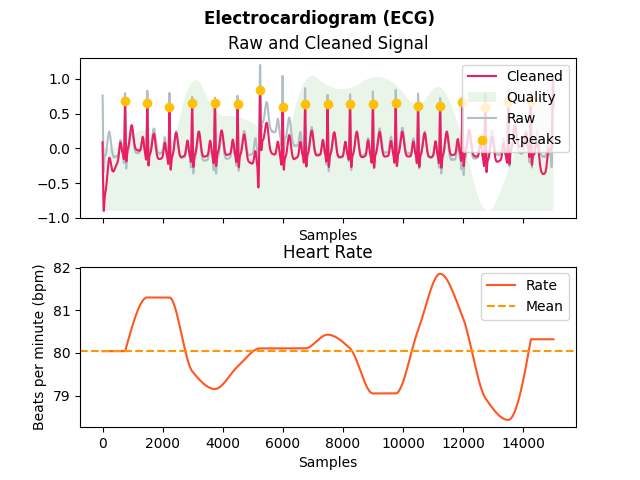 Electrocardiogram (ECG)
Raw and Cleaned Signal
1.0
0.5
0.0
−0.5
−1.0
Cleaned
Quality
Raw
R-peaks
Samples
Heart Rate
82
81
80
79
Beats per minute (bpm)
Rate
Mean
0 2000 4000 6000 8000 10000 12000 14000
Samples